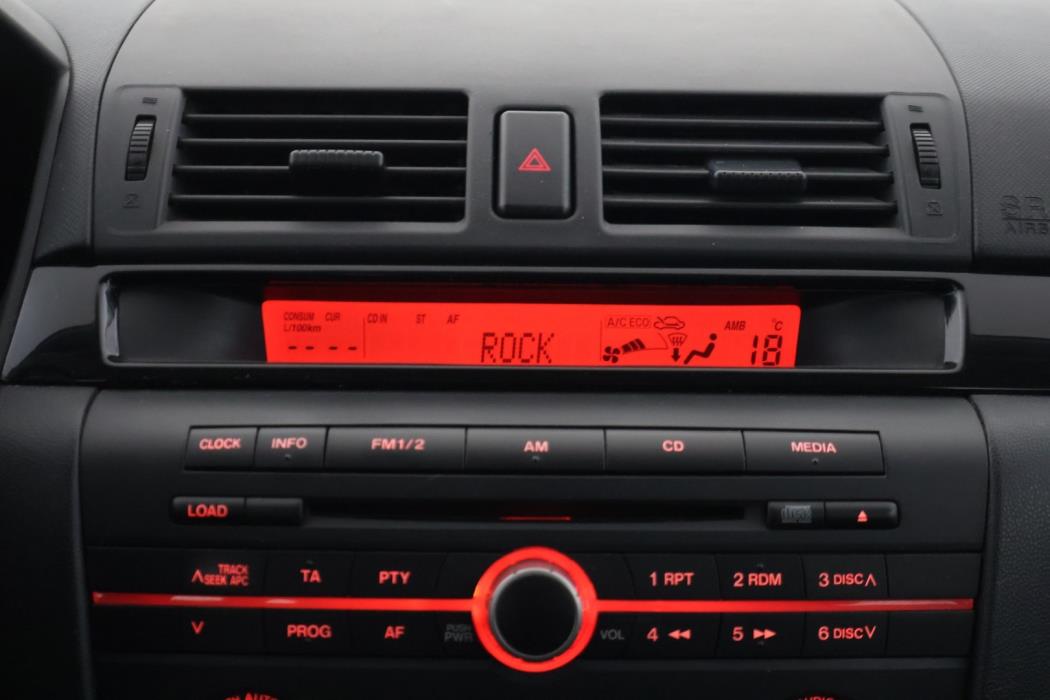 CONSUM CUR CD IN ST AF A/C ECO AMB °C
L/100km
- - - - ROCK 18
CLOCK INFO FM1/2 AM CD MEDIA
LOAD
TRACK
SEEK APC TA PTY 1 RPT 2 RDM 3 DISC
PROG AF PUSH PWR VOL 4 5 6 DISC
AUTO